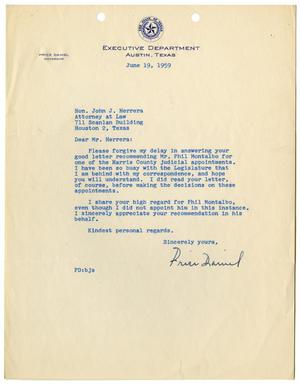 EXECUTIVE DEPARTMENT
AUSTIN, TEXAS
PRICE DANIEL
GOVERNOR
June 19, 1959
Hon. John J. Herrera
Attorney at Law
711 Scanlan Building
Houston 2, Texas
Dear Mr. Herrera:
Please forgive my delay in answering your
good letter recommending Mr. Phil Montalbo for
one of the Harris County judicial appointments.
I have been so busy with the Legislature that I
am behind with my correspondence, and hope
you will understand. I did read your letter,
of course, before making the decisions on these
appointments.
I share your high regard for Phil Montalbo,
even though I did not appoint him in this instance.
I sincerely appreciate your recommendation in his
behalf.
Kindest personal regards.
Sincerely yours,
Price Daniel
PD:bjs